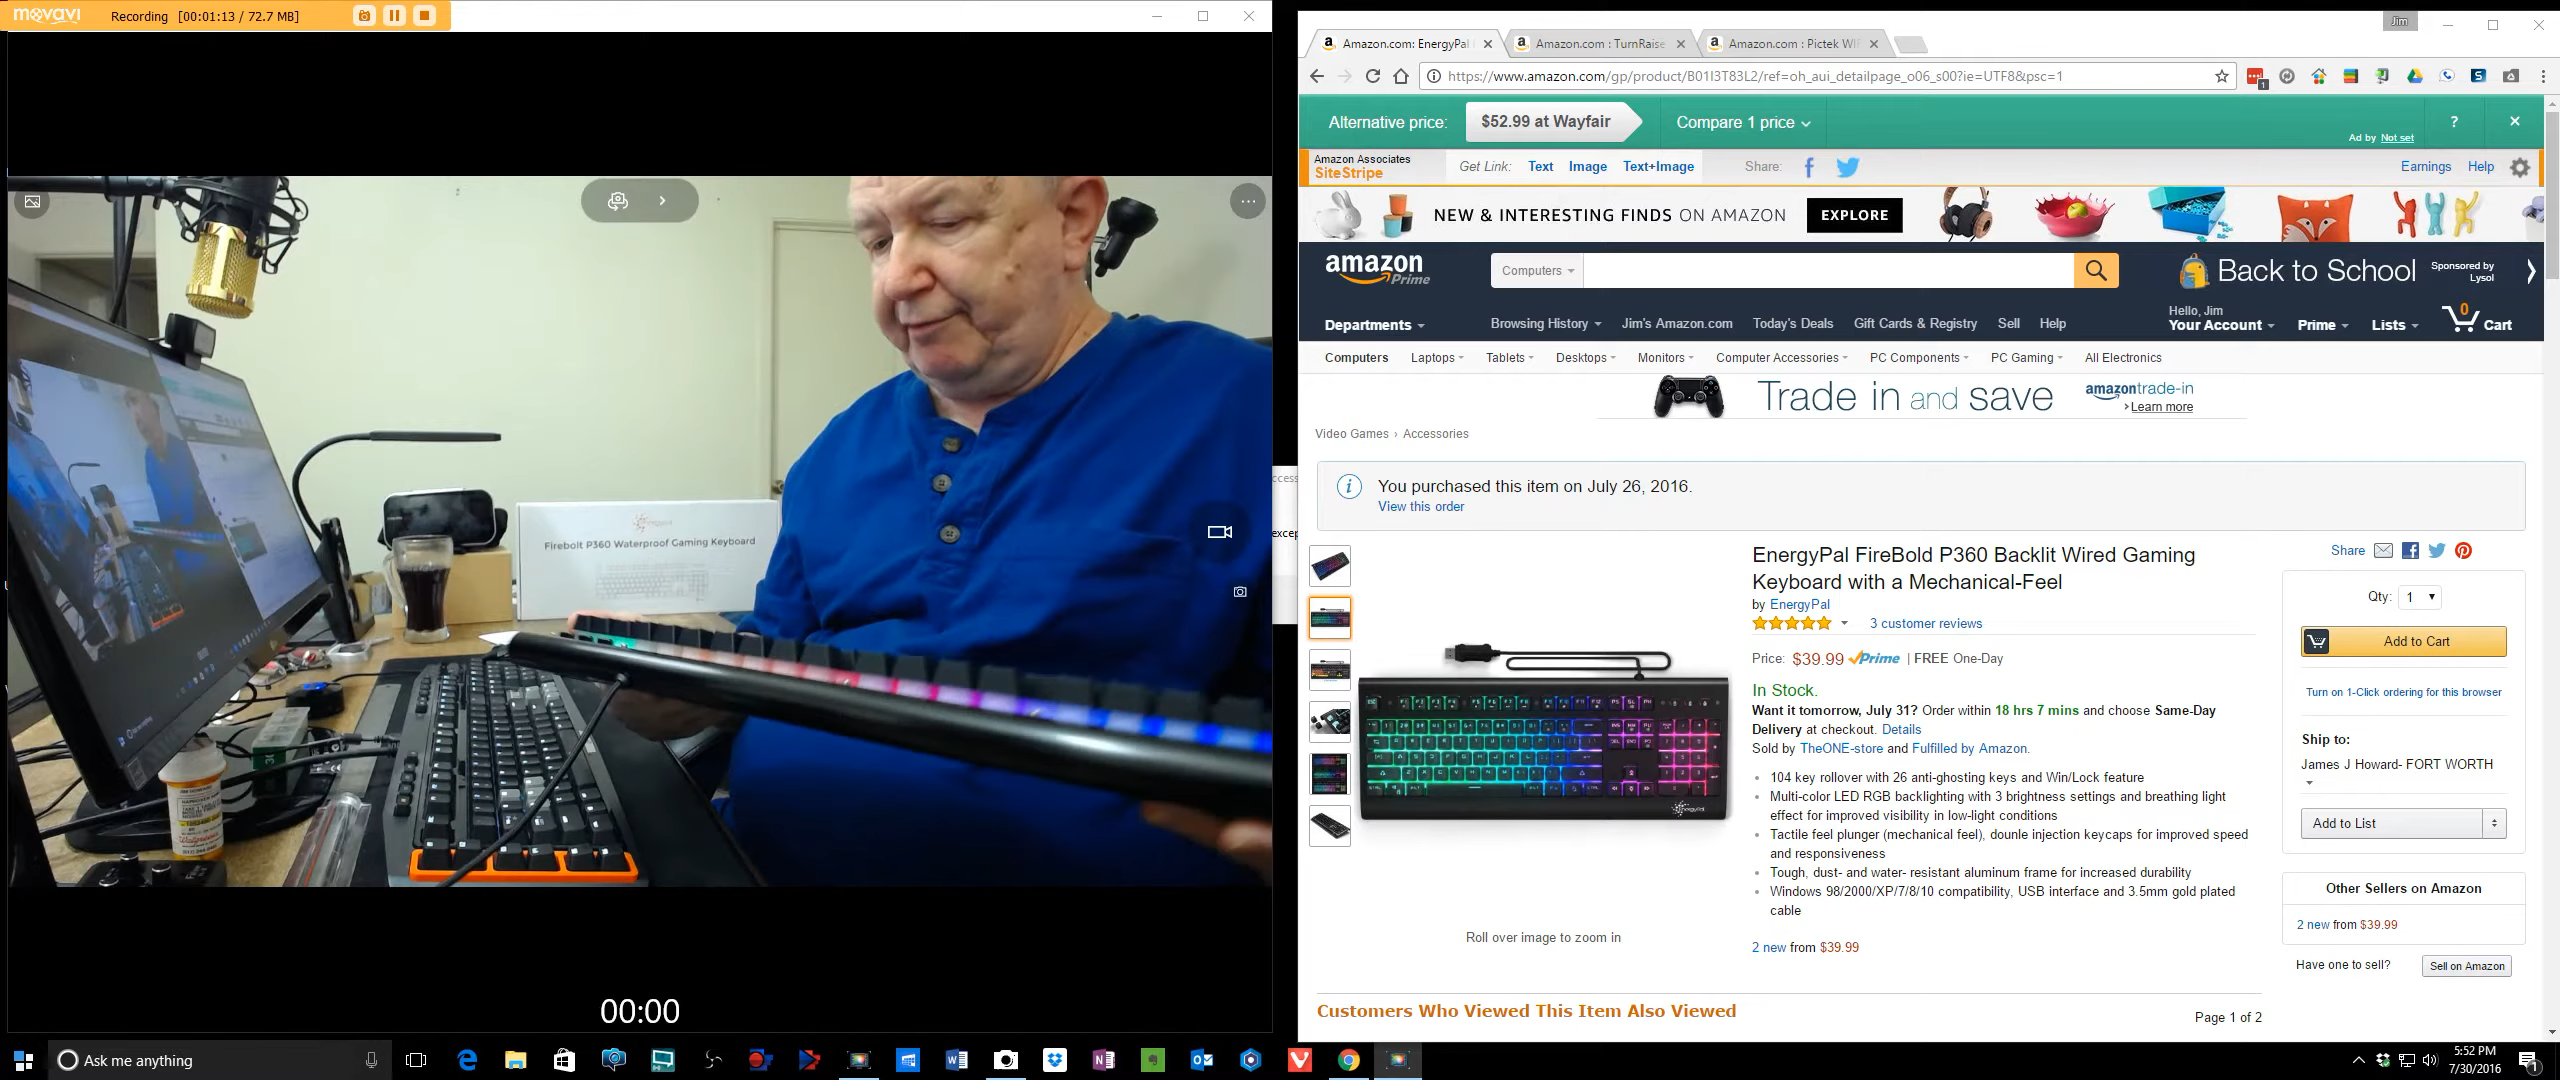 movavi
Recording [00:01:13 / 72.7 MB]
Firebolt P360 Waterproof Gaming Keyboard
00:00
Jim
Amazon.com: EnergyPal
Amazon.com : TurnRaise
Amazon.com : Pictek WI
https://www.amazon.com/gp/product/B01I3T83L2/ref=oh_aui_detailpage_o06_s00?ie=UTF8&psc=1
Alternative price: $52.99 at Wayfair Compare 1 price ?
Ad by Not set
Amazon Associates
SiteStripe
Get Link: Text Image Text+Image Share: Earnings Help
NEW & INTERESTING FINDS ON AMAZON EXPLORE
amazon Prime
Computers
Back to School
Sponsored by Lysol
Departments
Browsing History Jim's Amazon.com Today's Deals Gift Cards & Registry Sell Help
Hello, Jim
Your Account Prime Lists 0 Cart
Computers Laptops Tablets Desktops Monitors Computer Accessories PC Components PC Gaming All Electronics
Trade in and save
amazontrade-in
Learn more
Video Games › Accessories
You purchased this item on July 26, 2016.
View this order
EnergyPal FireBold P360 Backlit Wired Gaming
Keyboard with a Mechanical-Feel
by EnergyPal
3 customer reviews
Price: $39.99 Prime | FREE One-Day
In Stock.
Want it tomorrow, July 31? Order within 18 hrs 7 mins and choose Same-Day
Delivery at checkout. Details
Sold by TheONE-store and Fulfilled by Amazon.
104 key rollover with 26 anti-ghosting keys and Win/Lock feature
Multi-color LED RGB backlighting with 3 brightness settings and breathing light
effect for improved visibility in low-light conditions
Tactile feel plunger (mechanical feel), dounle injection keycaps for improved speed
and responsiveness
Tough, dust- and water- resistant aluminum frame for increased durability
Windows 98/2000/XP/7/8/10 compatibility, USB interface and 3.5mm gold plated
cable
2 new from $39.99
Roll over image to zoom in
Share
Qty: 1
Add to Cart
Turn on 1-Click ordering for this browser
Ship to:
James J Howard- FORT WORTH
Add to List
Other Sellers on Amazon
2 new from $39.99
Have one to sell? Sell on Amazon
Customers Who Viewed This Item Also Viewed
Page 1 of 2
Ask me anything
5:52 PM
7/30/2016